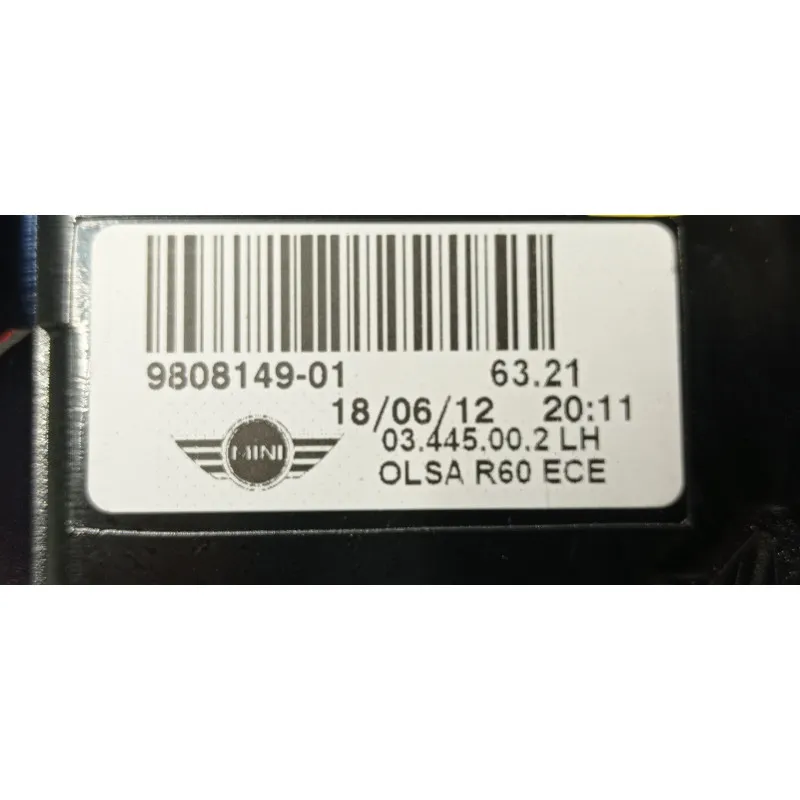 9808149-01 63.21
18/06/12 20:11
03.445.00.2 LH
MINI
OLSA R60 ECE